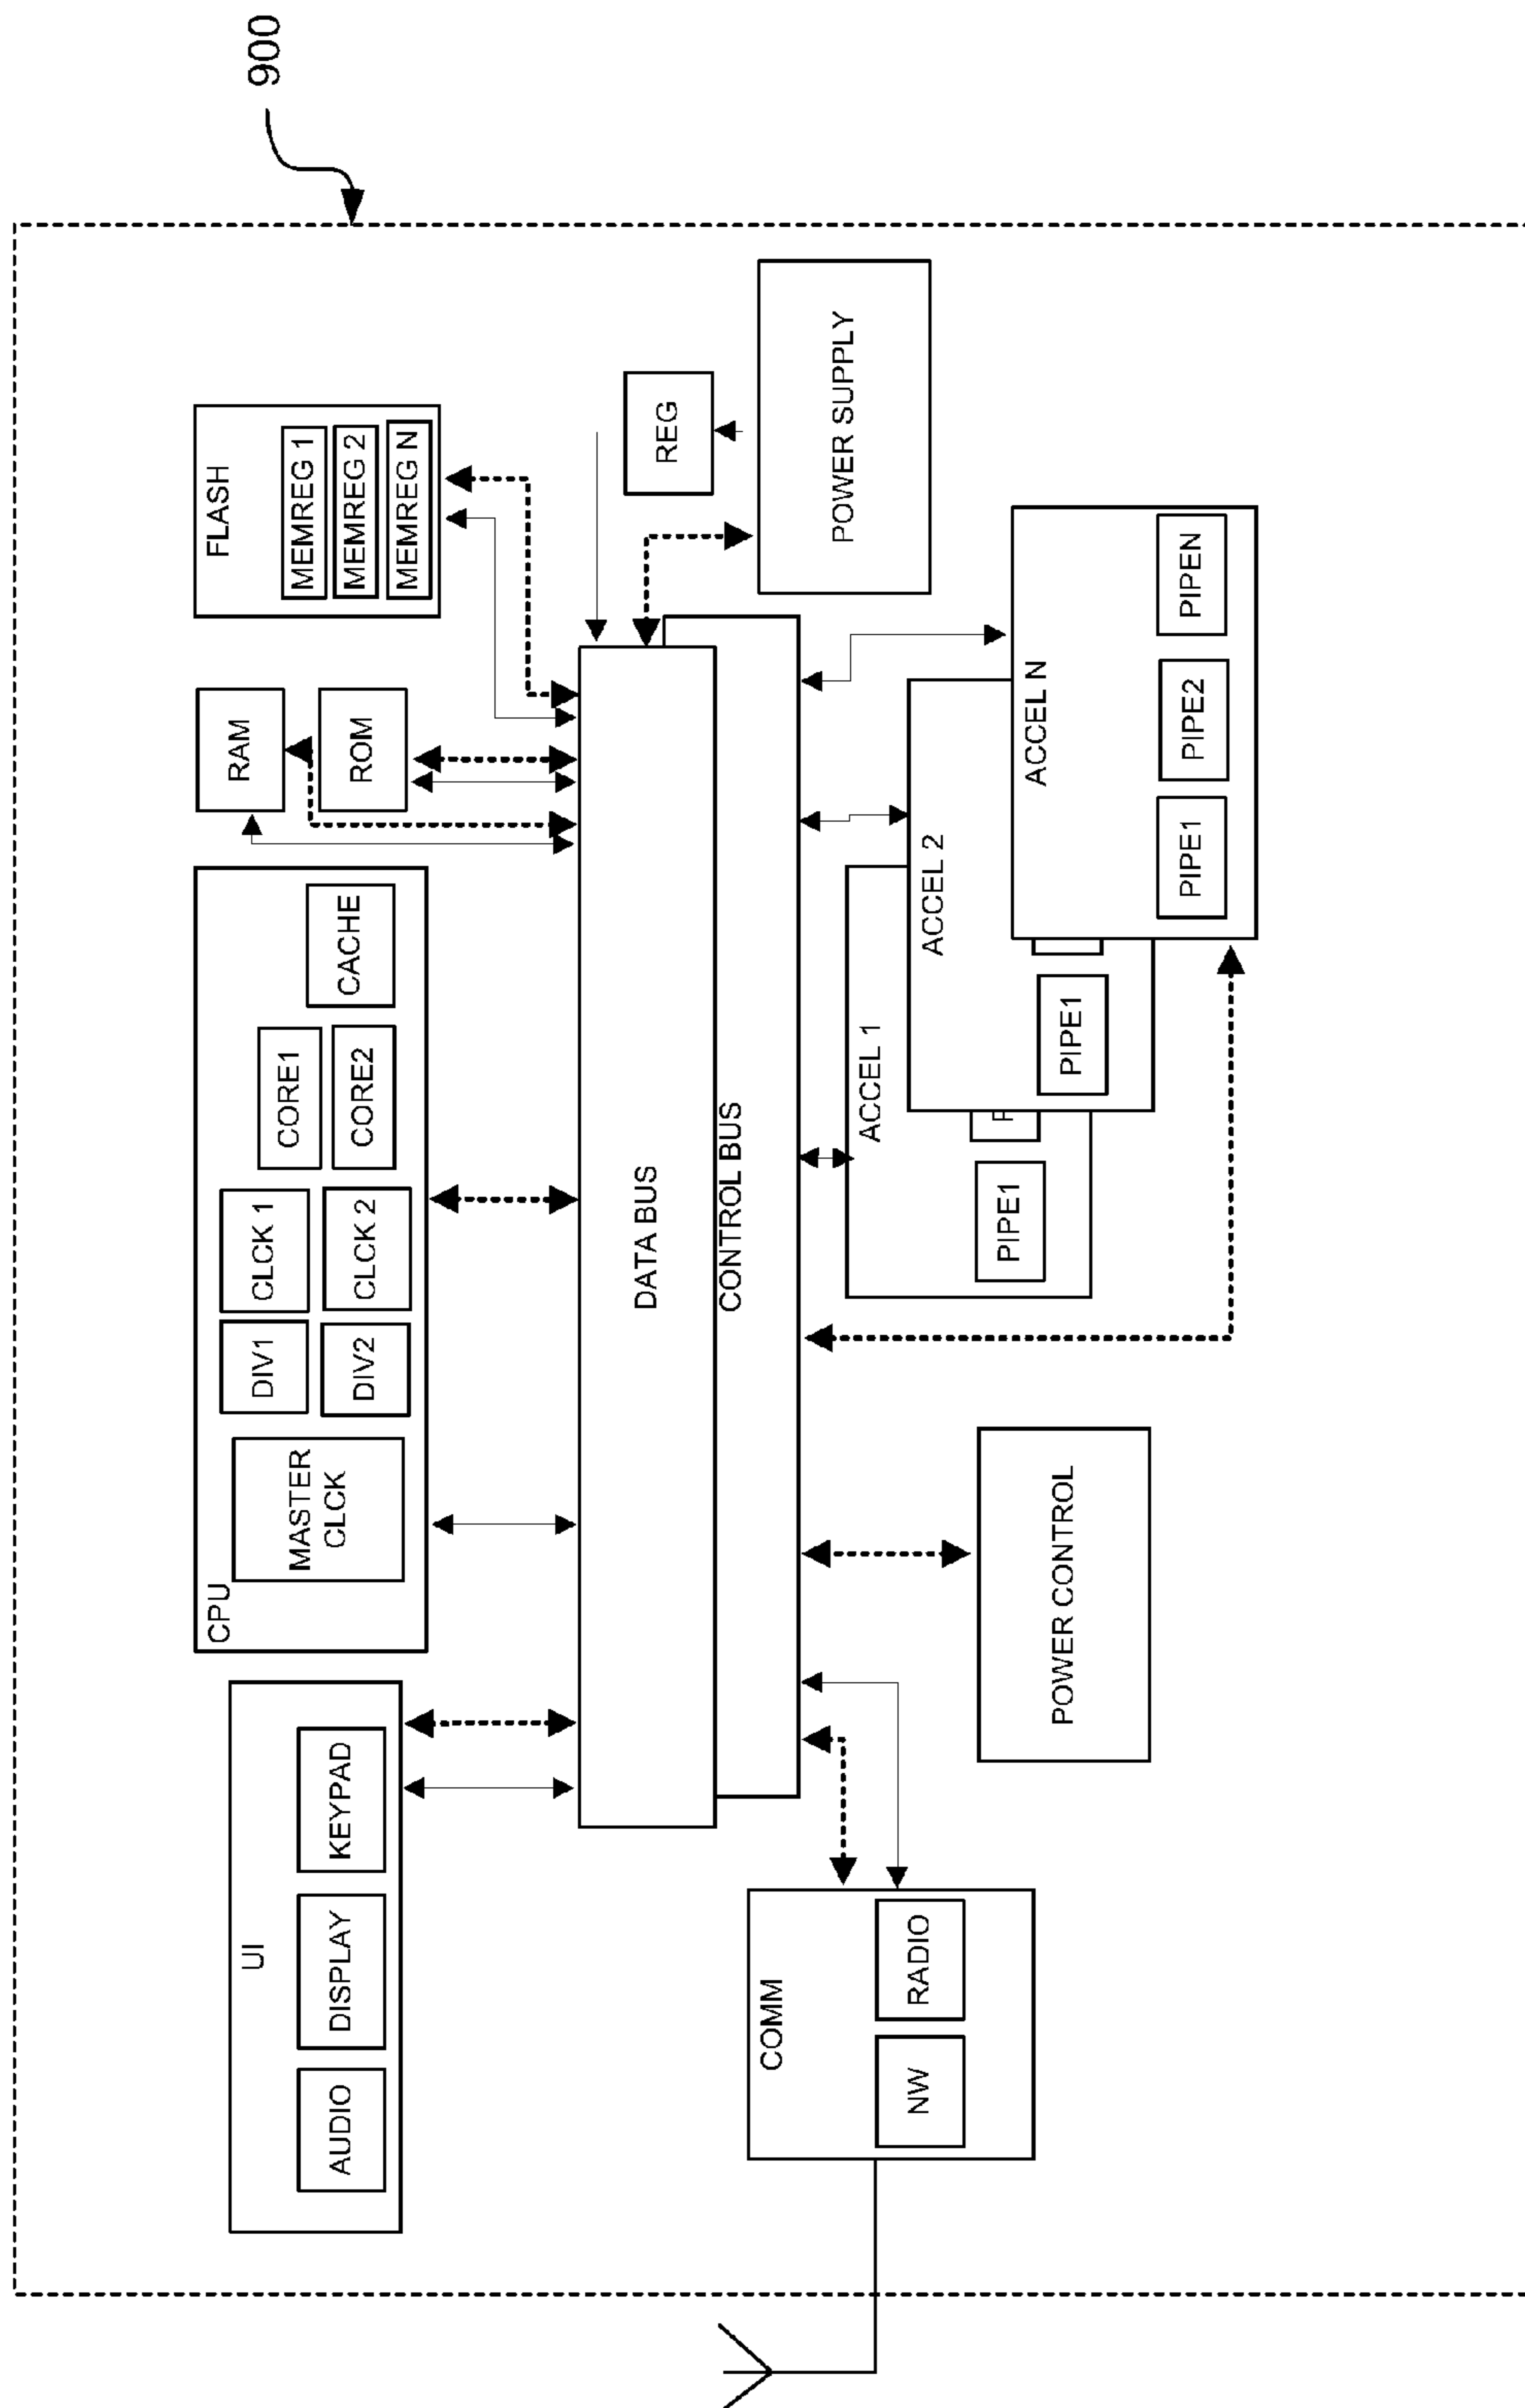 900
UI
AUDIO
DISPLAY
KEYPAD
CPU
MASTER
CLCK
DIV1
DIV2
CLCK 1
CLCK 2
CORE1
CORE2
CACHE
RAM
ROM
FLASH
MEMREG 1
MEMREG 2
MEMREG N
DATA BUS
CONTROL BUS
REG
POWER SUPPLY
COMM
NW
RADIO
POWER CONTROL
ACCEL 1
PIPE1
ACCEL 2
PIPE1
ACCEL N
PIPE1
PIPE2
PIPEN